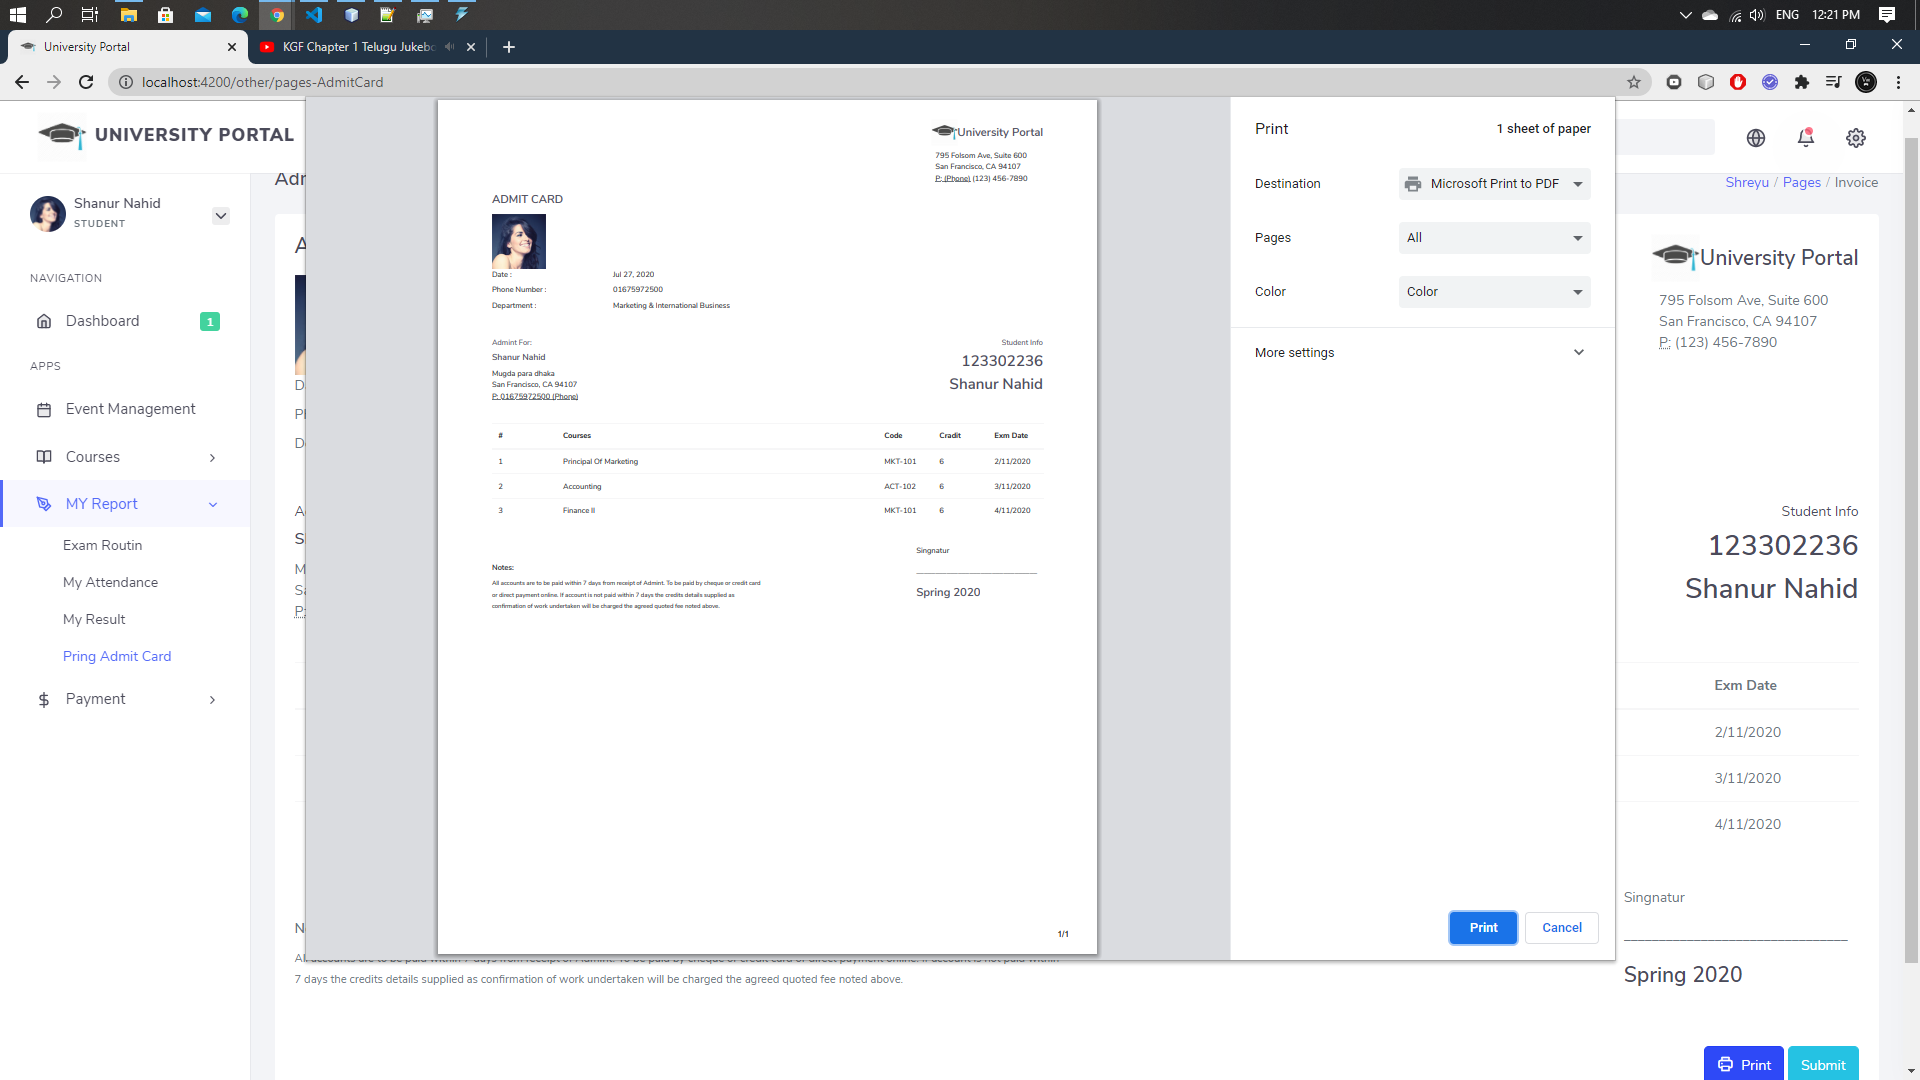 ENG 12:21 PM
University Portal
KGF Chapter 1 Telugu Jukebo
localhost:4200/other/pages-AdmitCard
UNIVERSITY PORTAL
Shanur Nahid
STUDENT
NAVIGATION
Dashboard 1
APPS
Event Management
Courses
MY Report
Exam Routin
My Attendance
My Result
Pring Admit Card
Payment
University Portal
795 Folsom Ave, Suite 600
San Francisco, CA 94107
P: (Phone) (123) 456-7890
ADMIT CARD
Date : Jul 27, 2020
Phone Number : 01675972500
Department : Marketing & International Business
Admint For: Student Info
Shanur Nahid 123302236
Mugda para dhaka Shanur Nahid
San Francisco, CA 94107
P: 01675972500 (Phone)
# Courses Code Cradit Exm Date
1 Principal Of Marketing MKT-101 6 2/11/2020
2 Accounting ACT-102 6 3/11/2020
3 Finance II MKT-101 6 4/11/2020
Singnatur
Notes:
All accounts are to be paid within 7 days from receipt of Admint. To be paid by cheque or credit card
or direct payment online. If account is not paid within 7 days the credits details supplied as
confirmation of work undertaken will be charged the agreed quoted fee noted above.
Spring 2020
1/1
Print 1 sheet of paper
Destination Microsoft Print to PDF
Pages All
Color Color
More settings
Print Cancel
Shreyu / Pages / Invoice
University Portal
795 Folsom Ave, Suite 600
San Francisco, CA 94107
P: (123) 456-7890
Student Info
123302236
Shanur Nahid
Exm Date
2/11/2020
3/11/2020
4/11/2020
Singnatur
Spring 2020
7 days the credits details supplied as confirmation of work undertaken will be charged the agreed quoted fee noted above.
Print Submit